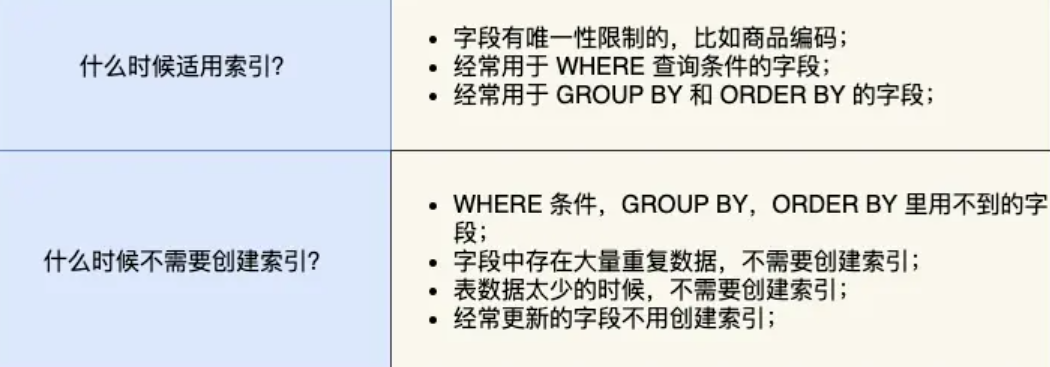 什么时候适用索引?
• 字段有唯一性限制的，比如商品编码；
• 经常用于 WHERE 查询条件的字段；
• 经常用于 GROUP BY 和 ORDER BY 的字段；
什么时候不需要创建索引?
• WHERE 条件，GROUP BY，ORDER BY 里用不到的字
段；
• 字段中存在大量重复数据，不需要创建索引；
• 表数据太少的时候，不需要创建索引；
• 经常更新的字段不用创建索引；